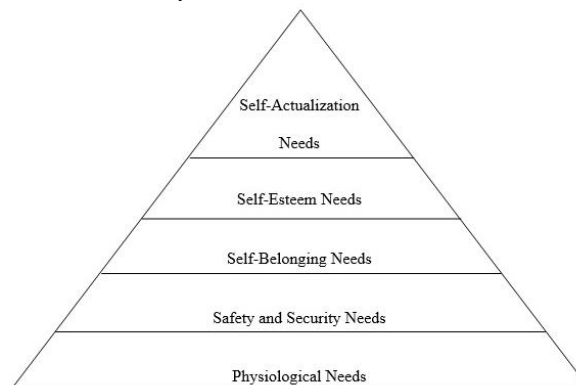 Self-Actualization
Needs
Self-Esteem Needs
Self-Belonging Needs
Safety and Security Needs
Physiological Needs